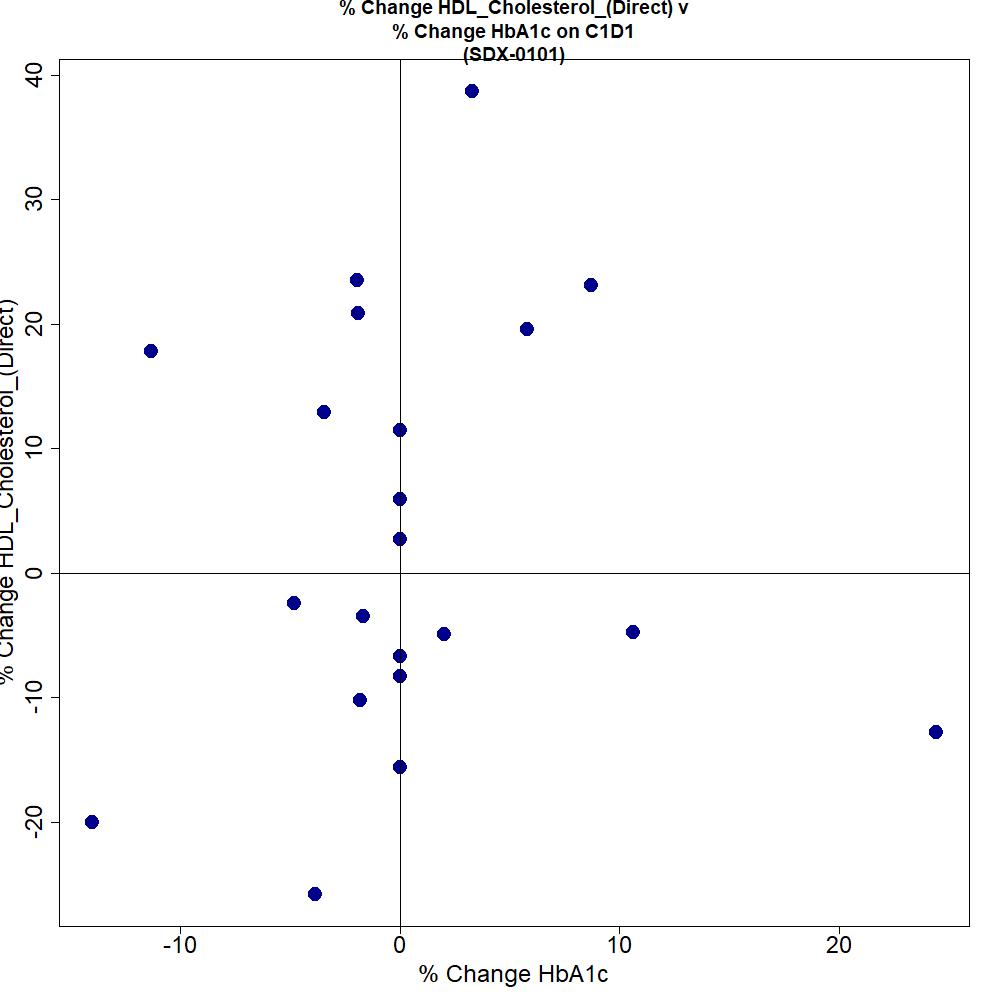 % Change HDL_Cholesterol_(Direct) v
% Change HbA1c on C1D1
(SDX-0101)
% Change HDL_Cholesterol_(Direct)
40
30
20
10
0
-10
-20
-10
0
10
20
% Change HbA1c